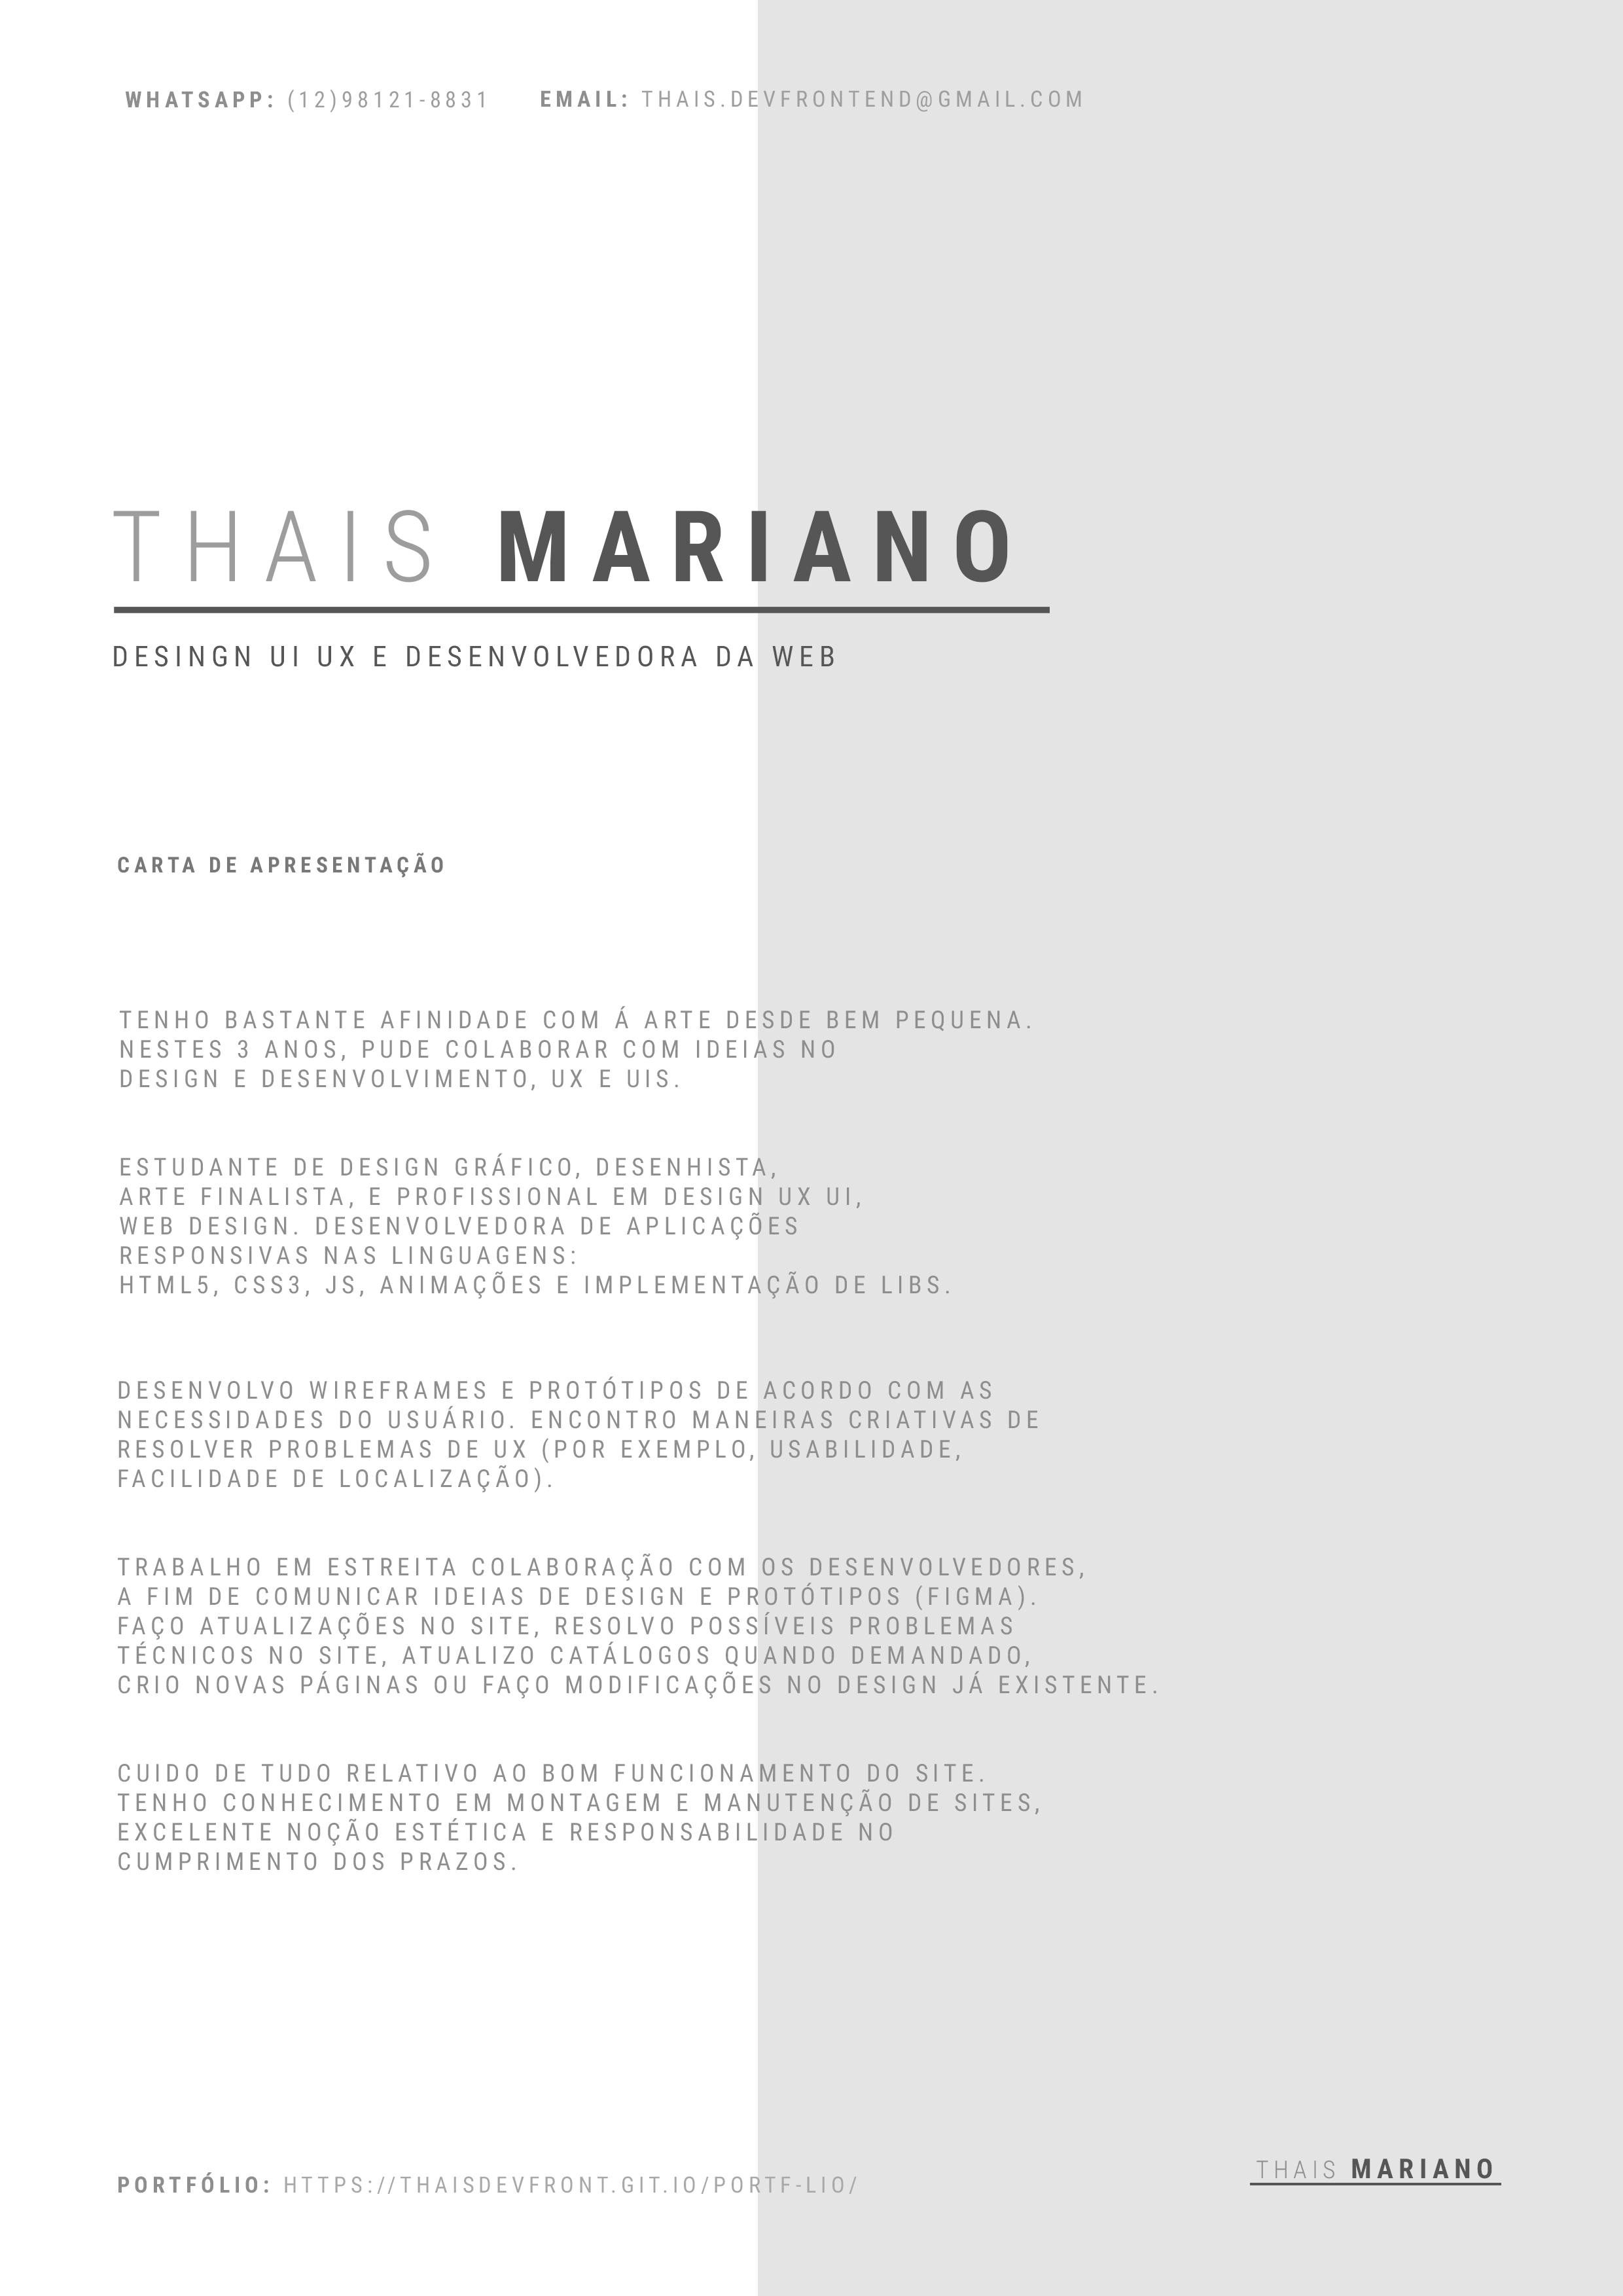 WHATSAPP: (12)98121-8831 EMAIL: THAIS.DEVFRONTEND@GMAIL.COM
THAIS MARIANO
DESINGN UI UX E DESENVOLVEDORA DA WEB
CARTA DE APRESENTAÇÃO
TENHO BASTANTE AFINIDADE COM Á ARTE DESDE BEM PEQUENA.
NESTES 3 ANOS, PUDE COLABORAR COM IDEIAS NO
DESIGN E DESENVOLVIMENTO, UX E UIS.
ESTUDANTE DE DESIGN GRÁFICO, DESENHISTA,
ARTE FINALISTA, E PROFISSIONAL EM DESIGN UX UI,
WEB DESIGN. DESENVOLVEDORA DE APLICAÇÕES
RESPONSIVAS NAS LINGUAGENS:
HTML5, CSS3, JS, ANIMAÇÕES E IMPLEMENTAÇÃO DE LIBS.
DESENVOLVO WIREFRAMES E PROTÓTIPOS DE ACORDO COM AS
NECESSIDADES DO USUÁRIO. ENCONTRO MANEIRAS CRIATIVAS DE
RESOLVER PROBLEMAS DE UX (POR EXEMPLO, USABILIDADE,
FACILIDADE DE LOCALIZAÇÃO).
TRABALHO EM ESTREITA COLABORAÇÃO COM OS DESENVOLVEDORES,
A FIM DE COMUNICAR IDEIAS DE DESIGN E PROTÓTIPOS (FIGMA).
FAÇO ATUALIZAÇÕES NO SITE, RESOLVO POSSÍVEIS PROBLEMAS
TÉCNICOS NO SITE, ATUALIZO CATÁLOGOS QUANDO DEMANDADO,
CRIO NOVAS PÁGINAS OU FAÇO MODIFICAÇÕES NO DESIGN JÁ EXISTENTE.
CUIDO DE TUDO RELATIVO AO BOM FUNCIONAMENTO DO SITE.
TENHO CONHECIMENTO EM MONTAGEM E MANUTENÇÃO DE SITES,
EXCELENTE NOÇÃO ESTÉTICA E RESPONSABILIDADE NO
CUMPRIMENTO DOS PRAZOS.
PORTFÓLIO: HTTPS://THAISDEVFRONT.GIT.IO/PORTF-LIO/
THAIS MARIANO